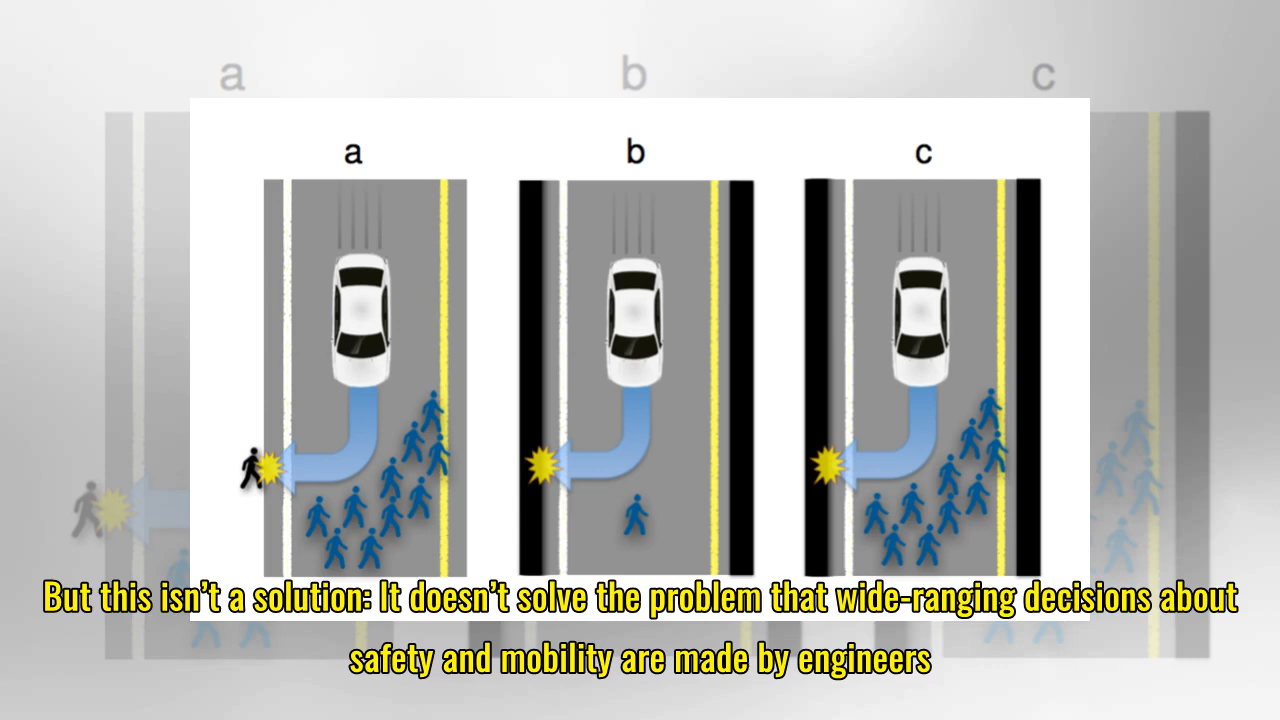 a b c
a b c
But this isn’t a solution: It doesn’t solve the problem that wide-ranging decisions about
safety and mobility are made by engineers